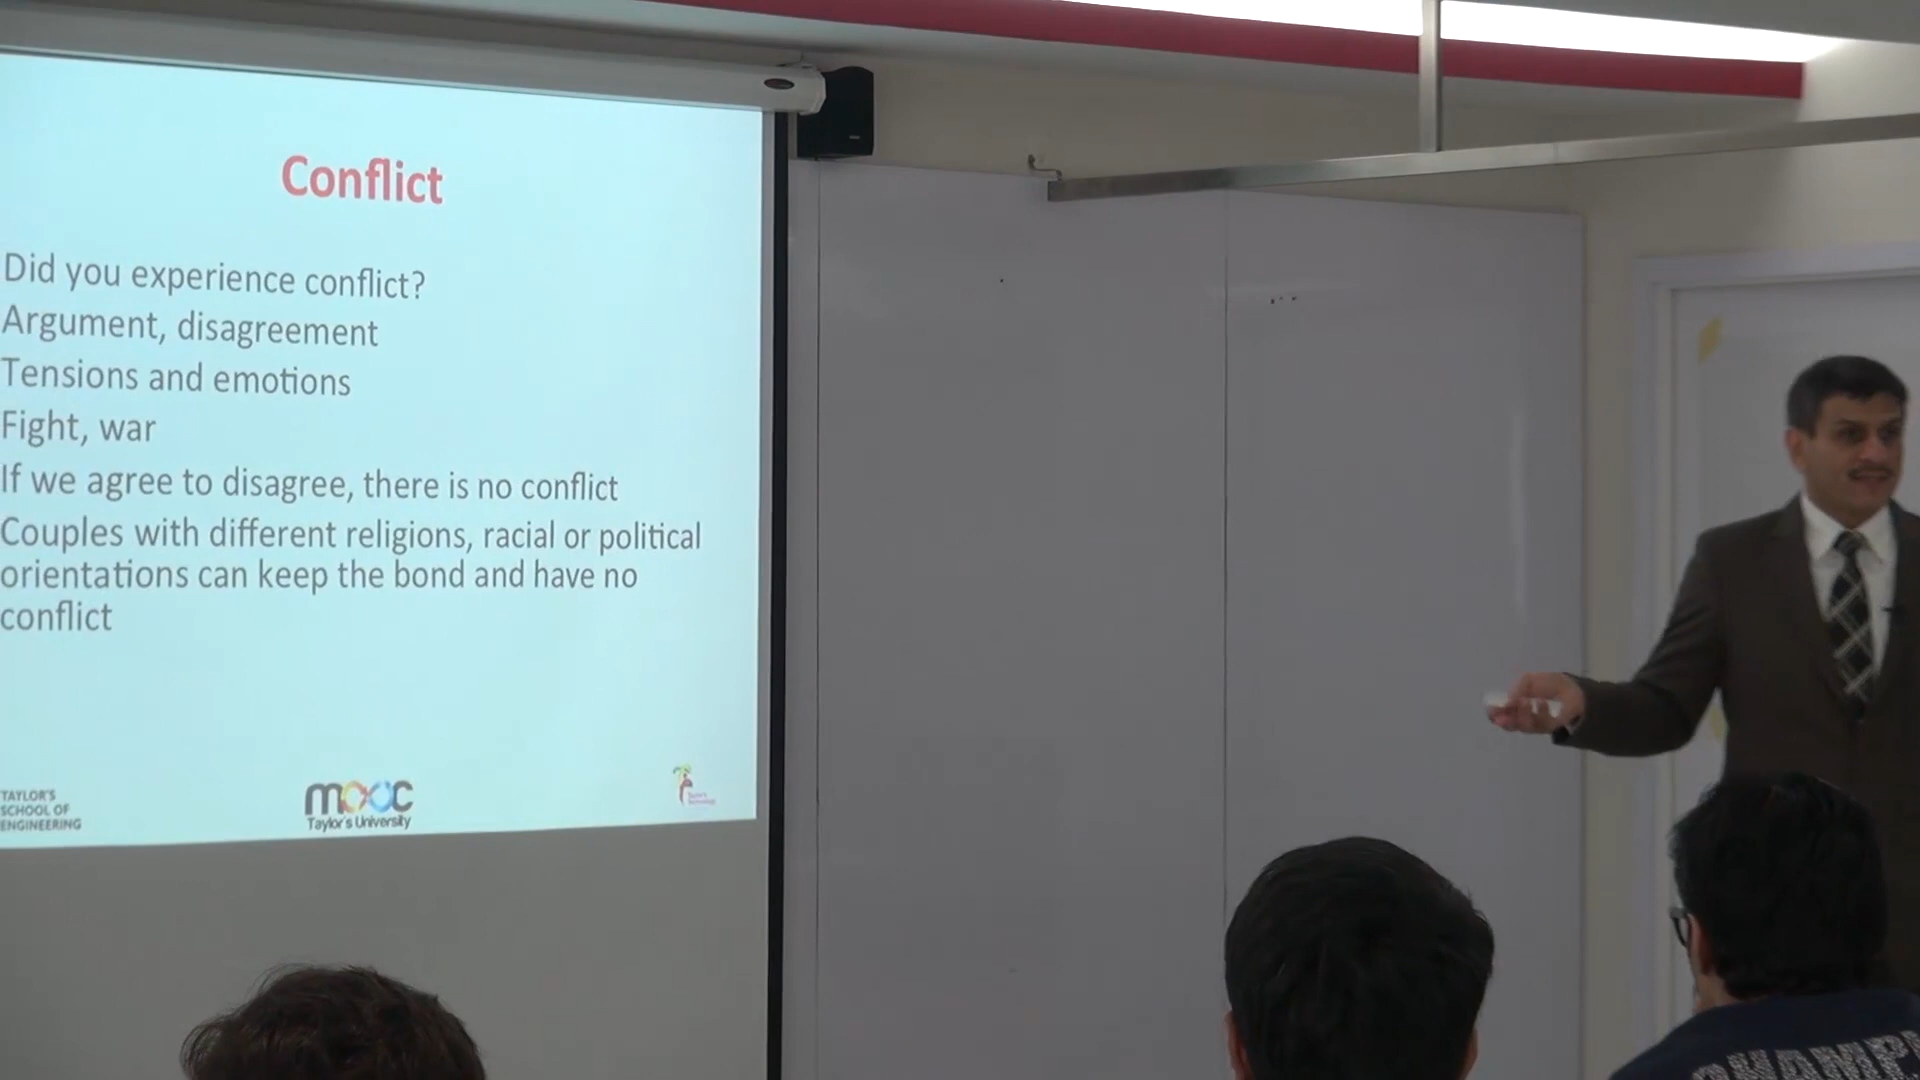 Conflict
Did you experience conflict?
Argument, disagreement
Tensions and emotions
Fight, war
If we agree to disagree, there is no conflict
Couples with different religions, racial or political
orientations can keep the bond and have no
conflict
TAYLOR'S
SCHOOL OF
ENGINEERING
mooc
Taylor's University